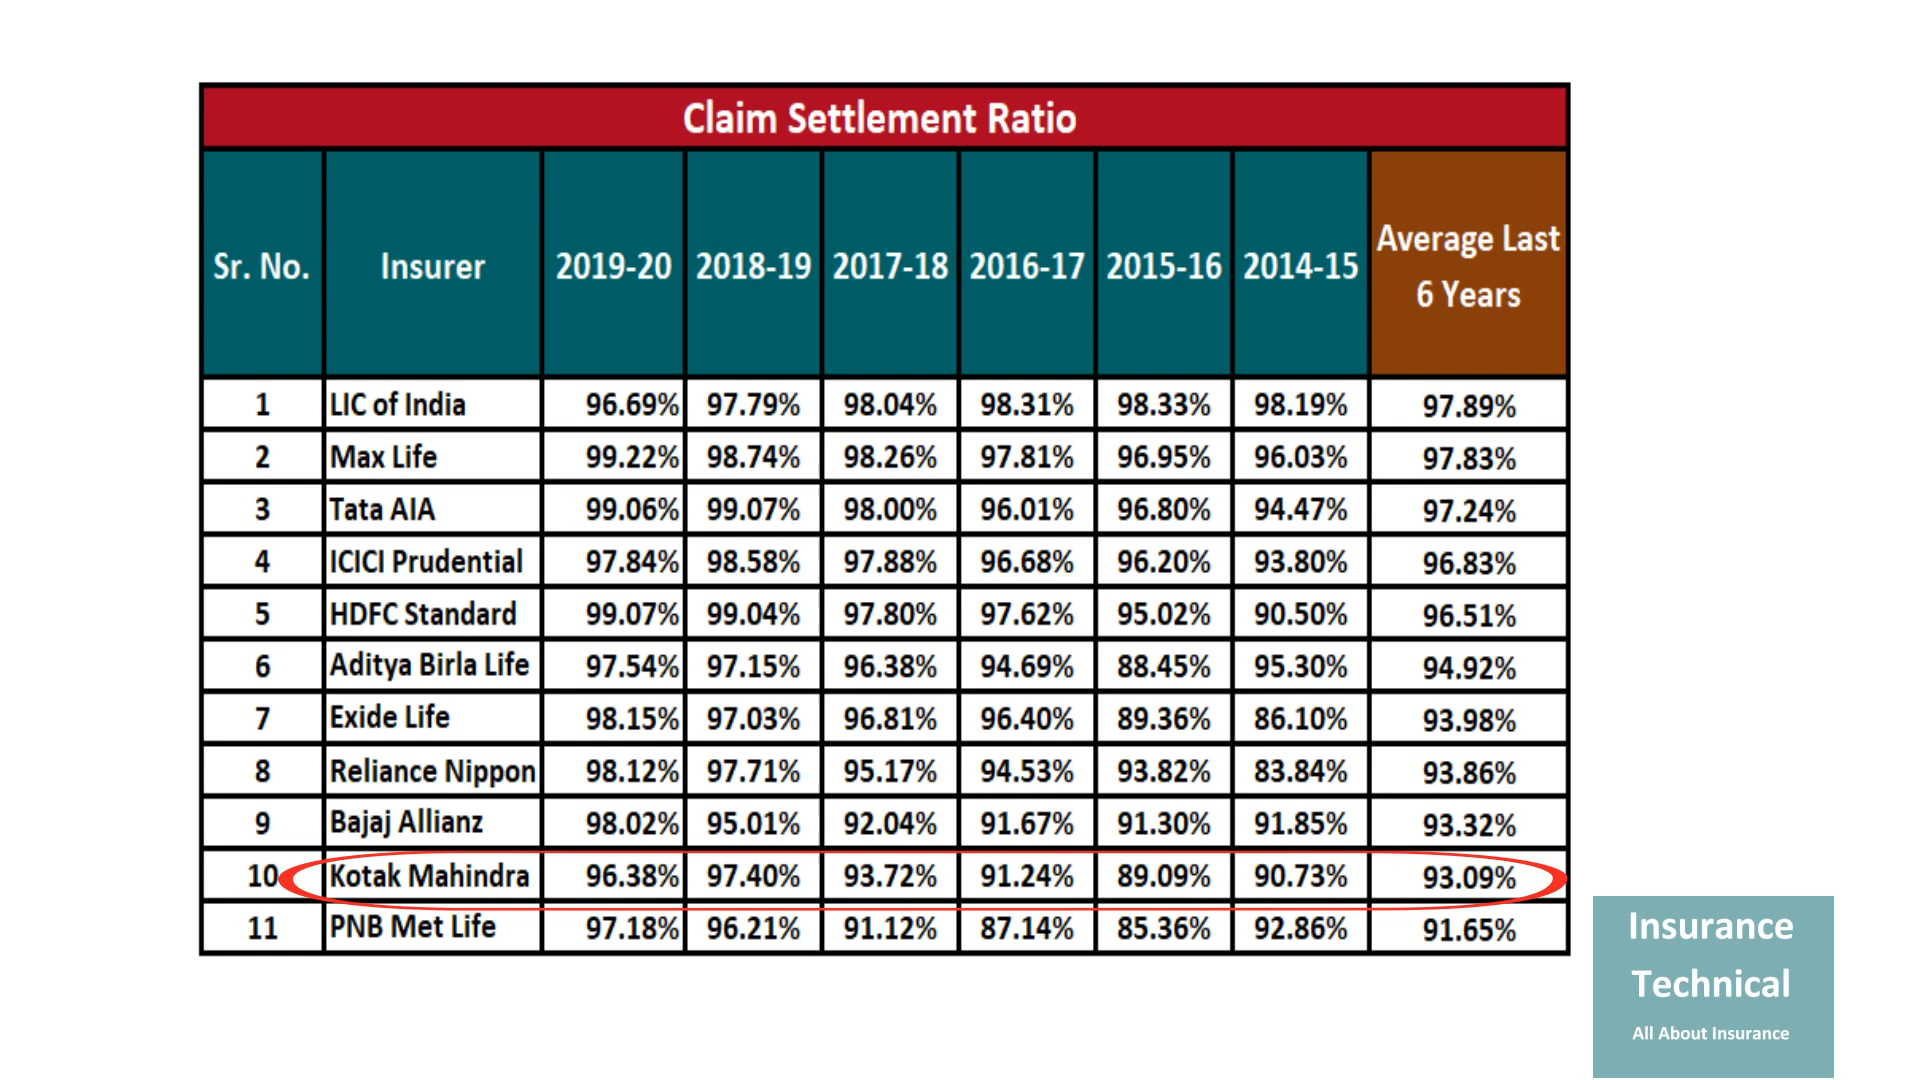 Claim Settlement Ratio
Sr. No. Insurer 2019-20 2018-19 2017-18 2016-17 2015-16 2014-15 Average Last 6 Years
1 LIC of India 96.69% 97.79% 98.04% 98.31% 98.33% 98.19% 97.89%
2 Max Life 99.22% 98.74% 98.26% 97.81% 96.95% 96.03% 97.83%
3 Tata AIA 99.06% 99.07% 98.00% 96.01% 96.80% 94.47% 97.24%
4 ICICI Prudential 97.84% 98.58% 97.88% 96.68% 96.20% 93.80% 96.83%
5 HDFC Standard 99.07% 99.04% 97.80% 97.62% 95.02% 90.50% 96.51%
6 Aditya Birla Life 97.54% 97.15% 96.38% 94.69% 88.45% 95.30% 94.92%
7 Exide Life 98.15% 97.03% 96.81% 96.40% 89.36% 86.10% 93.98%
8 Reliance Nippon 98.12% 97.71% 95.17% 94.53% 93.82% 83.84% 93.86%
9 Bajaj Allianz 98.02% 95.01% 92.04% 91.67% 91.30% 91.85% 93.32%
10 Kotak Mahindra 96.38% 97.40% 93.72% 91.24% 89.09% 90.73% 93.09%
11 PNB Met Life 97.18% 96.21% 91.12% 87.14% 85.36% 92.86% 91.65%
Insurance
Technical
All About Insurance